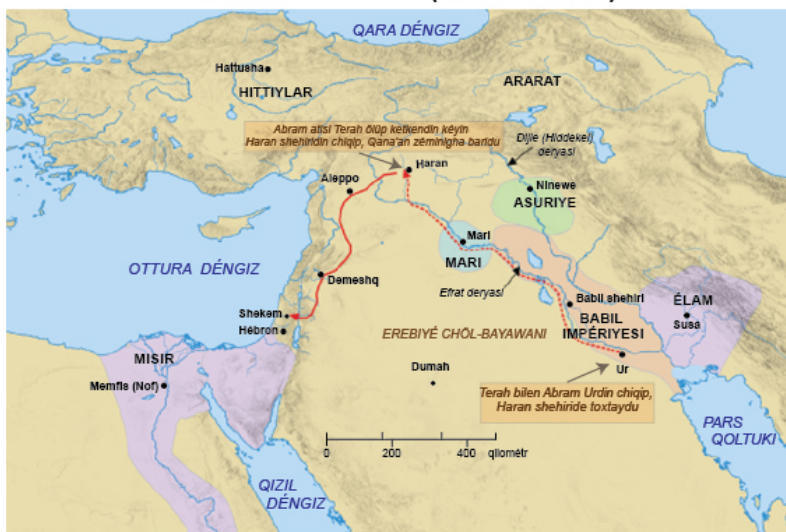 QARA DÉNGIZ
Hattusha
HITTIYLAR
ARARAT
Abram atisi Terah ölüp ketkendin kéyin
Haran shehiridin chiqip, Qana'an zéminigha baridu
Dijle (Hiddekel)
deryasi
Haran
Aleppo
Ninewe
ASURIYE
Mari
MARI
OTTURA DÉNGIZ
Demeshq
Efrat deryasi
Babil shehiri
BABIL
IMPÉRIYESI
ÉLAM
Susa
Shekem
Hébron
EREBIYÉ CHÖL-BAYAWANI
MISIR
Memfis (Nof)
Dumah
Ur
Terah bilen Abram Urdin chiqip,
Haran shehiride toxtaydu
PARS
QOLTUKI
0 200 400 qilométr
QIZIL
DÉNGIZ